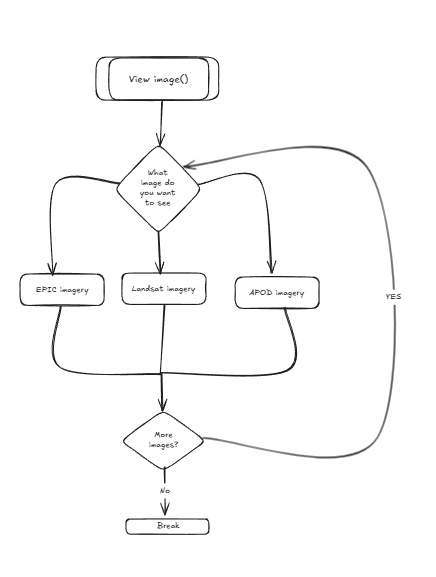 View image()
What
image do
you want
to see
EPIC imagery
Landsat imagery
APOD imagery
YES
More
images?
No
Break